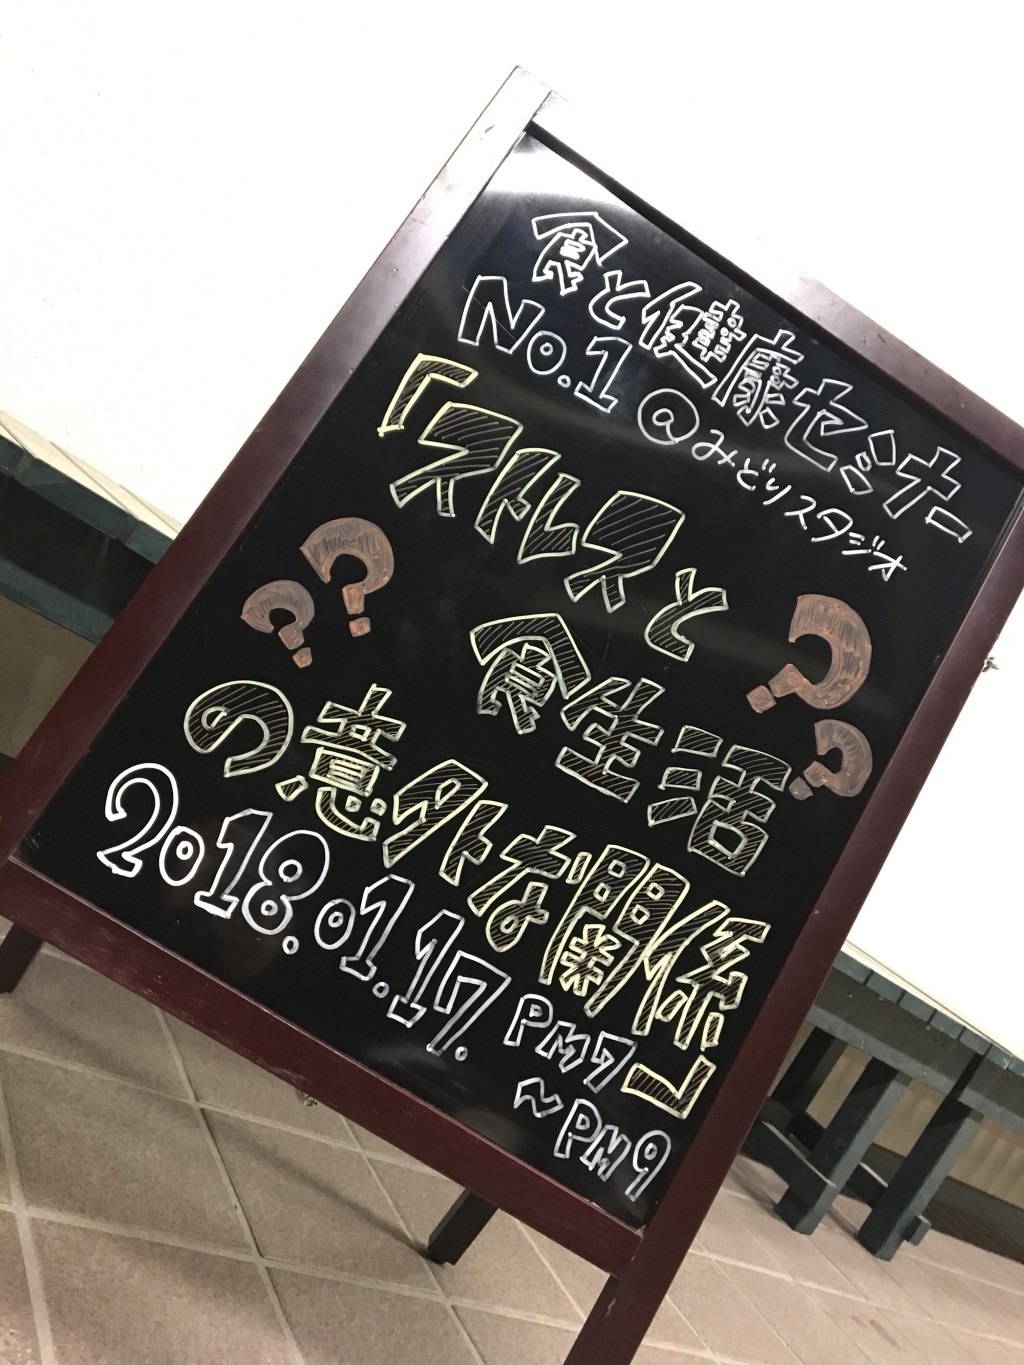 食と健康セミナー
No.1 @みどりスタジオ
「ストレスと
食生活
の意外な関係」
2018.01.17. PM7
～PM9